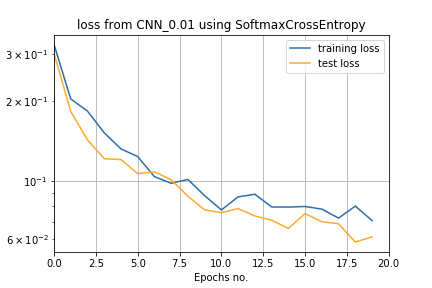 loss from CNN_0.01 using SoftmaxCrossEntropy
training loss
test loss
3 × 10⁻¹
2 × 10⁻¹
10⁻¹
6 × 10⁻²
0.0 2.5 5.0 7.5 10.0 12.5 15.0 17.5 20.0
Epochs no.